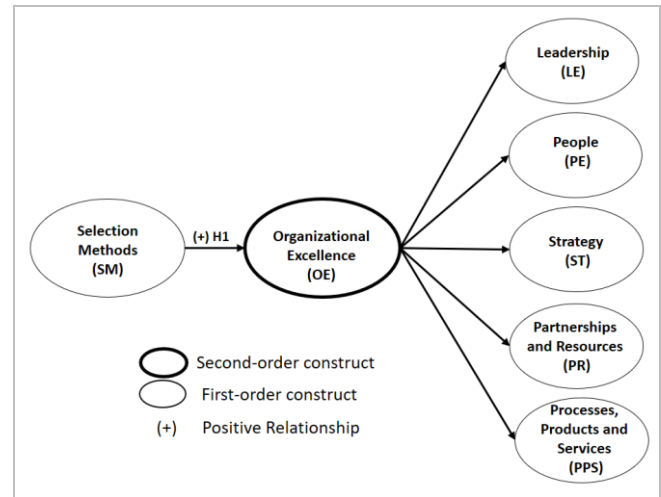 Leadership
(LE)
People
(PE)
Selection
Methods
(SM)
(+) H1
Organizational
Excellence
(OE)
Strategy
(ST)
Partnerships
and Resources
(PR)
Processes,
Products and
Services
(PPS)
Second-order construct
First-order construct
(+) Positive Relationship